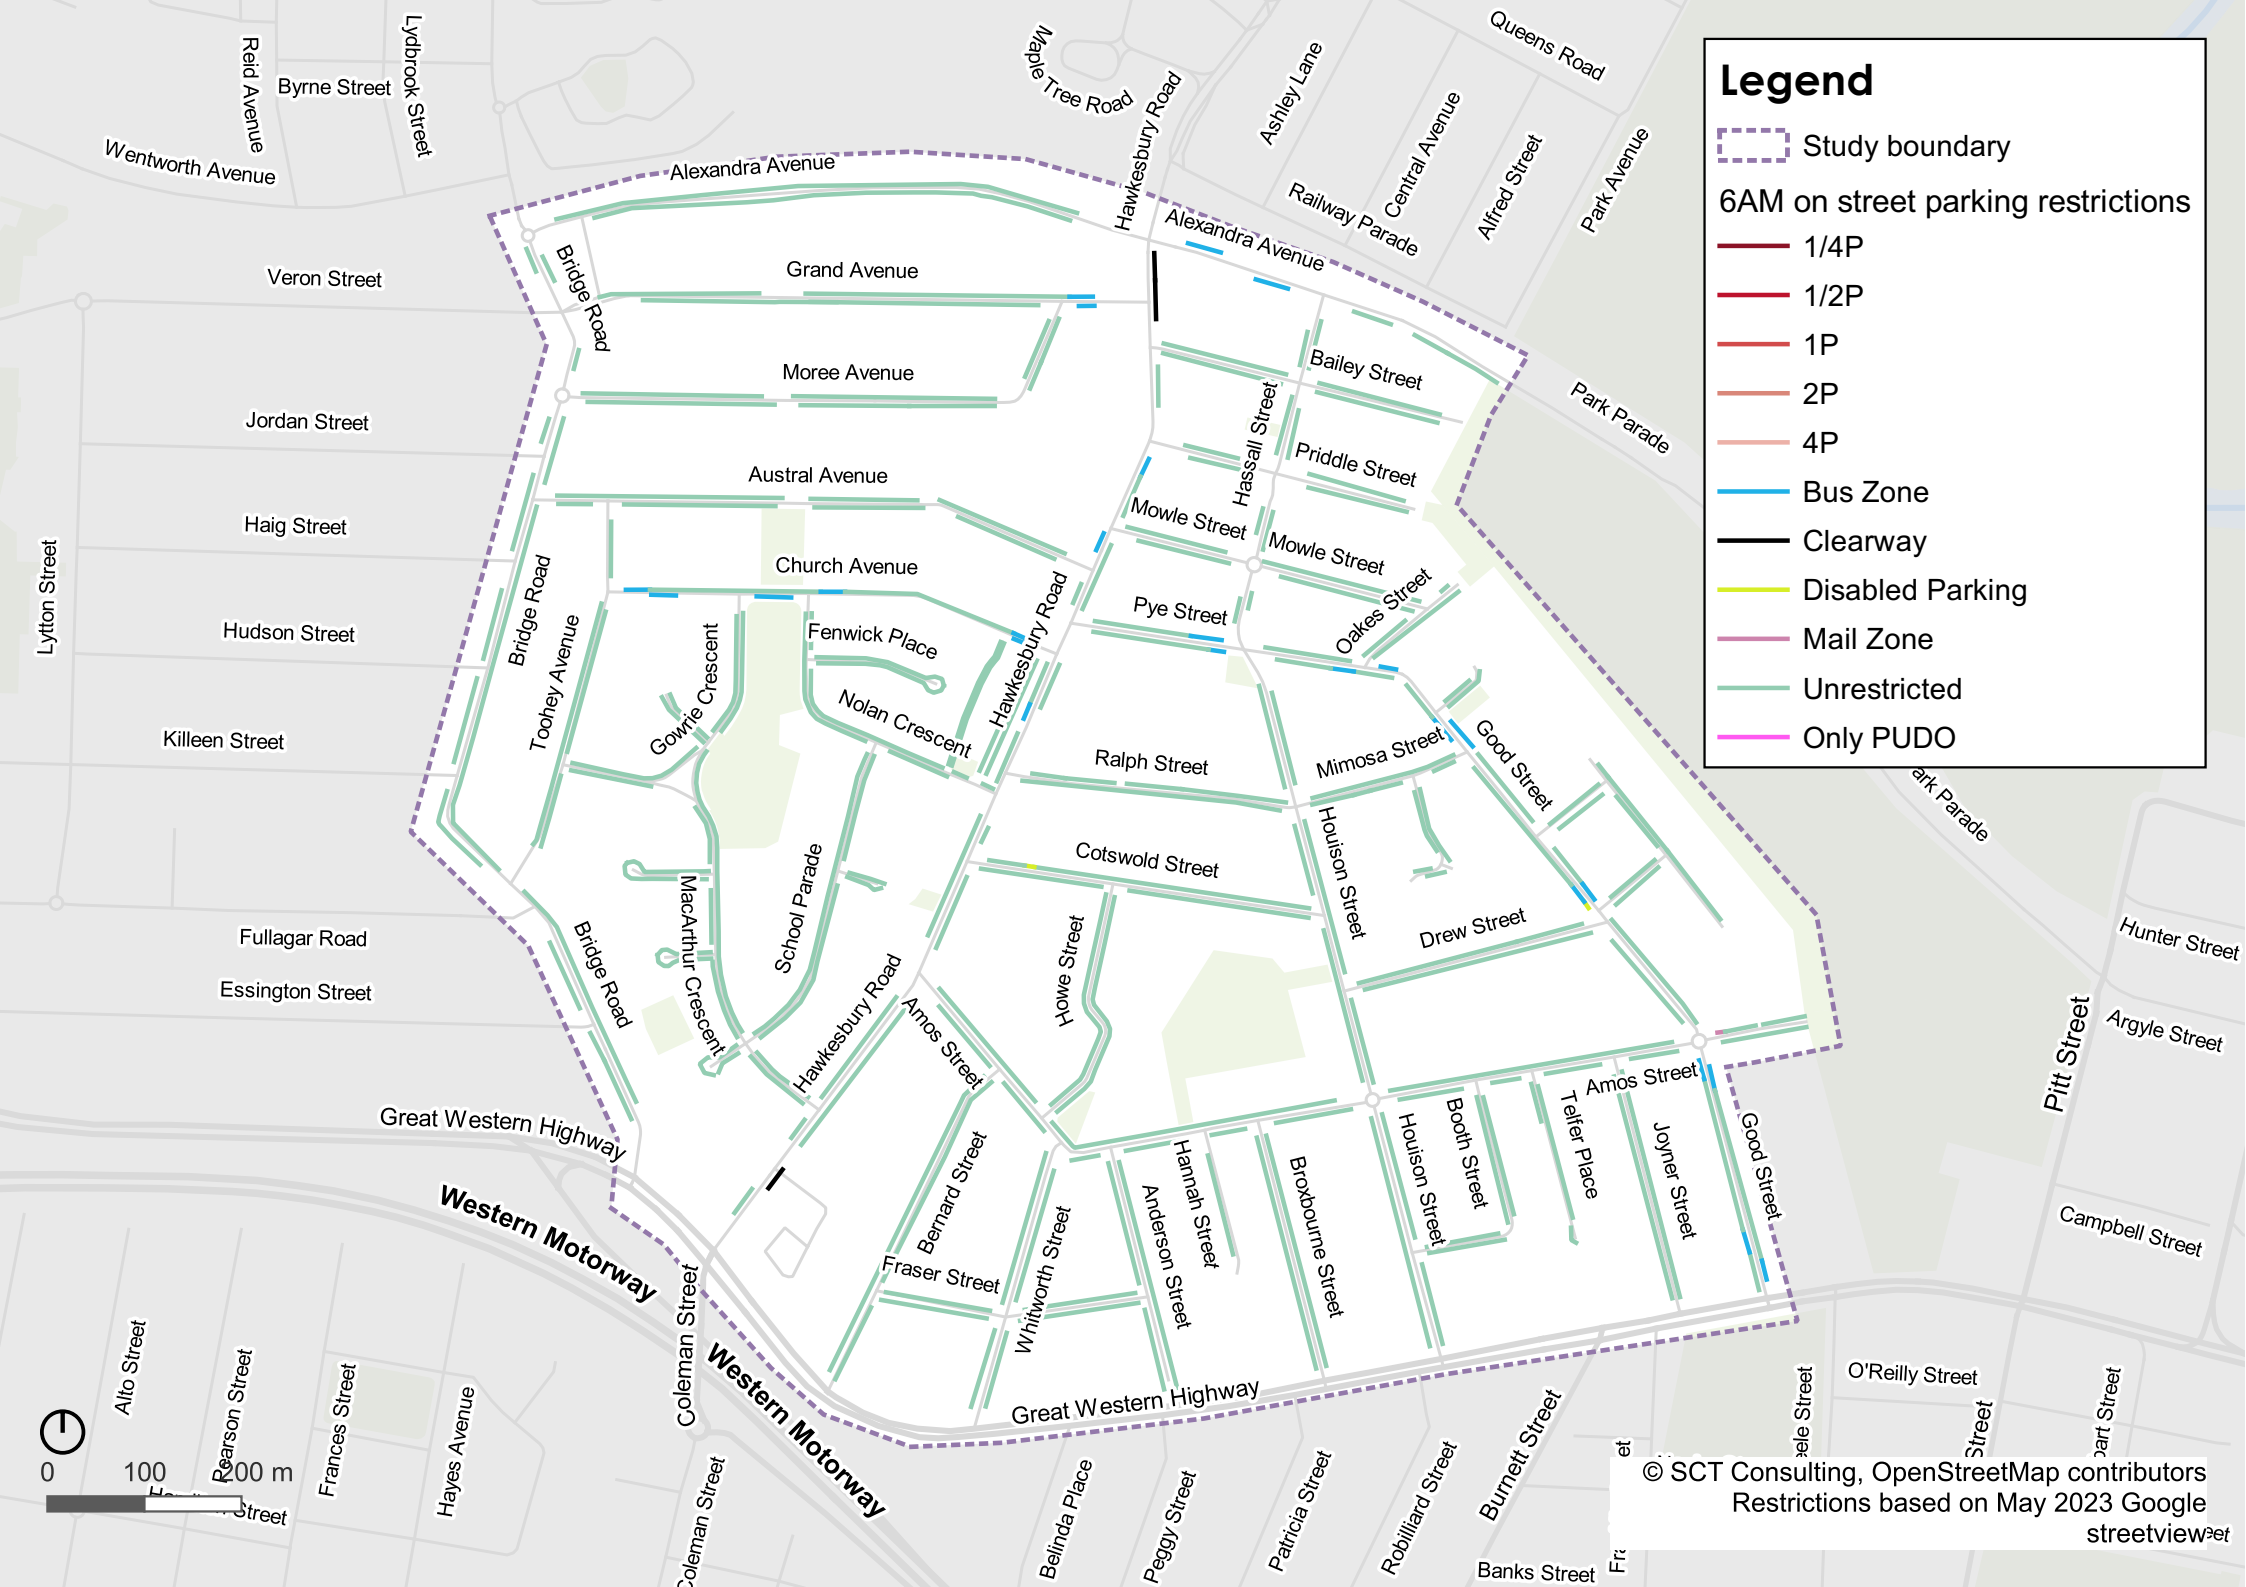 Legend
Study boundary
6AM on street parking restrictions
1/4P
1/2P
1P
2P
4P
Bus Zone
Clearway
Disabled Parking
Mail Zone
Unrestricted
Only PUDO
Reid Avenue
Byrne Street
Lydbrook Street
Wentworth Avenue
Maple Tree Road
Hawkesbury Road
Ashley Lane
Queens Road
Central Avenue
Alfred Street
Park Avenue
Railway Parade
Alexandra Avenue
Alexandra Avenue
Veron Street
Bridge Road
Grand Avenue
Moree Avenue
Bailey Street
Park Parade
Jordan Street
Hassall Street
Priddle Street
Austral Avenue
Haig Street
Mowle Street
Mowle Street
Lytton Street
Bridge Road
Church Avenue
Hawkesbury Road
Pye Street
Oakes Street
Hudson Street
Toohey Avenue
Gowrie Crescent
Fenwick Place
Nolan Crescent
Killeen Street
Ralph Street
Mimosa Street
Good Street
ark Parade
Houison Street
Cotswold Street
School Parade
MacArthur Crescent
Howe Street
Drew Street
Hunter Street
Fullagar Road
Bridge Road
Essington Street
Hawkesbury Road
Amos Street
Argyle Street
Pitt Street
Great Western Highway
Amos Street
Bernard Street
Hannah Street
Anderson Street
Broxbourne Street
Houison Street
Booth Street
Telfer Place
Joyner Street
Good Street
Western Motorway
Whitworth Street
Fraser Street
Campbell Street
Coleman Street
Western Motorway
Great Western Highway
Alto Street
Pearson Street
Frances Street
Hayes Avenue
Coleman Street
Belinda Place
Peggy Street
Patricia Street
Robilliard Street
Burnett Street
Banks Street
O'Reilly Street
eele Street
Street
part Street
et
Fra
Street
0 100 200 m
© SCT Consulting, OpenStreetMap contributors
Restrictions based on May 2023 Google
streetview
eet